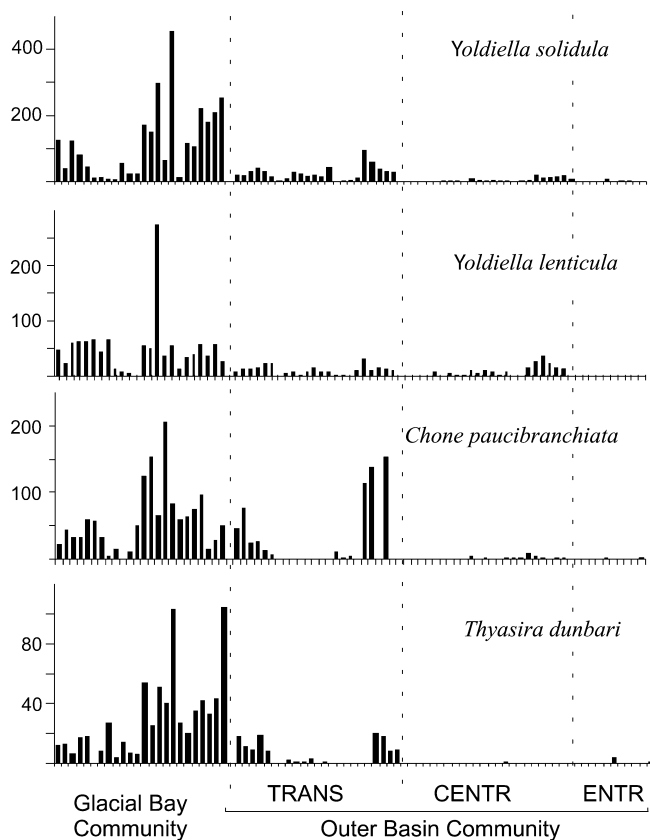 400
Yoldiella solidula
200
200
Yoldiella lenticula
100
200
Chone paucibranchiata
100
80
Thyasira dunbari
40
Glacial Bay
Community
TRANS
CENTR
ENTR
Outer Basin Community